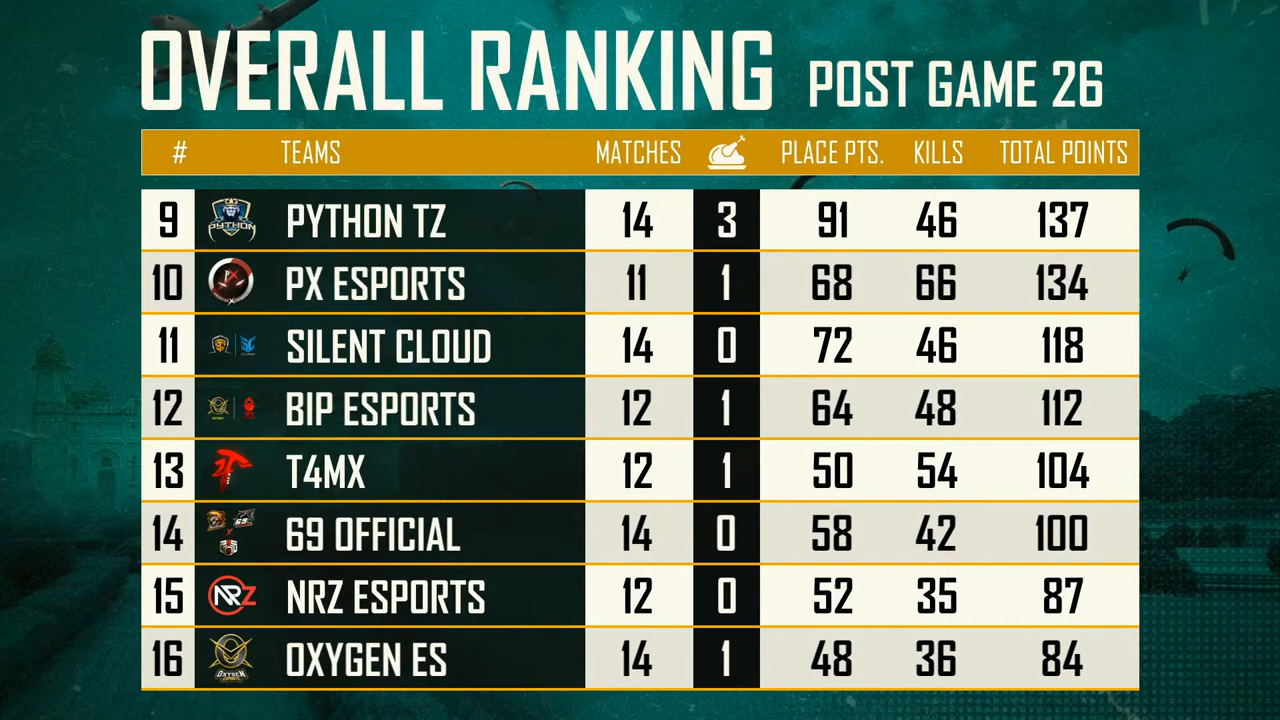 OVERALL RANKING POST GAME 26
# TEAMS MATCHES PLACE PTS. KILLS TOTAL POINTS
9 PYTHON PYTHON TZ 14 3 91 46 137
10 PX ESPORTS 11 1 68 66 134
11 SILENT CLOUD 14 0 72 46 118
12 BIP ESPORTS 12 1 64 48 112
13 T4MX 12 1 50 54 104
14 69 OFFICIAL 14 0 58 42 100
15 NRZ NRZ ESPORTS 12 0 52 35 87
16 OXYGEN OXYGEN ES 14 1 48 36 84